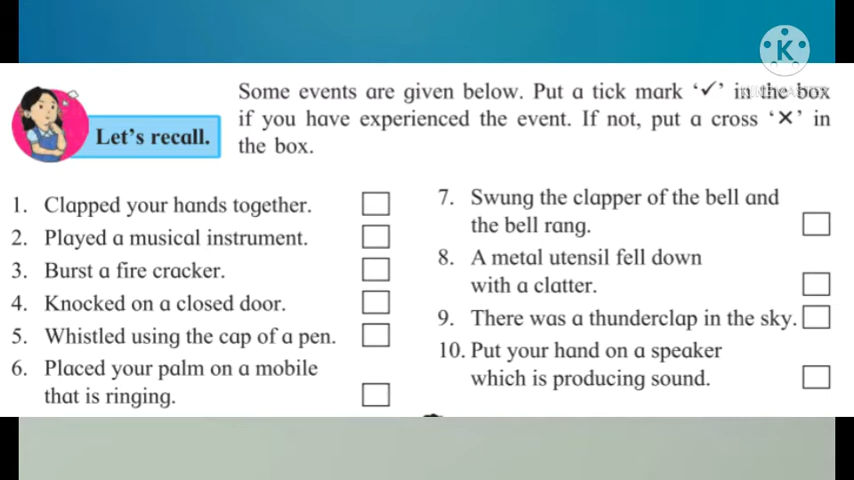 Let's recall.
Some events are given below. Put a tick mark ‘✓’ in the box
if you have experienced the event. If not, put a cross ‘✕’ in
the box.
1. Clapped your hands together.
2. Played a musical instrument.
3. Burst a fire cracker.
4. Knocked on a closed door.
5. Whistled using the cap of a pen.
6. Placed your palm on a mobile
that is ringing.
7. Swung the clapper of the bell and
the bell rang.
8. A metal utensil fell down
with a clatter.
9. There was a thunderclap in the sky.
10. Put your hand on a speaker
which is producing sound.
K
KINEMASTER